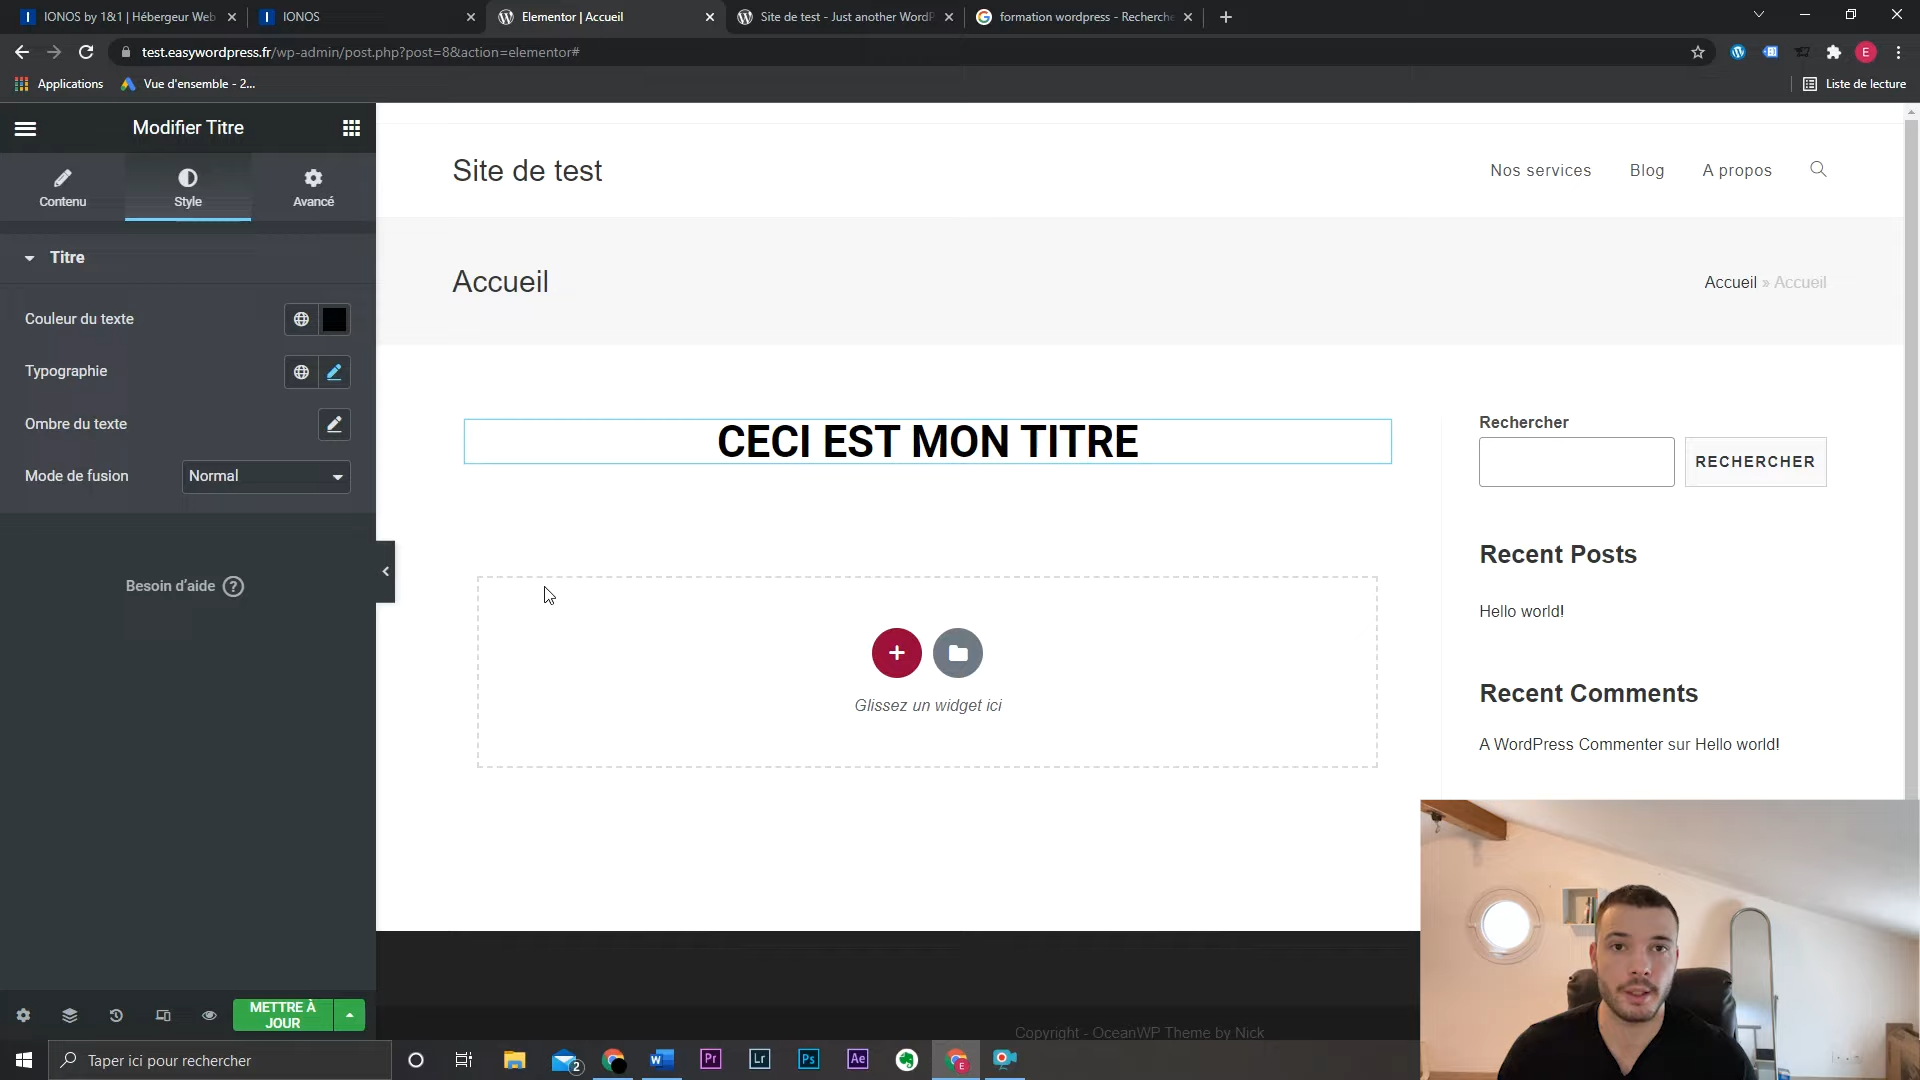 IONOS by 1&1 | Hébergeur Web
IONOS
Elementor | Accueil
Site de test - Just another WordP
formation wordpress - Recherche
test.easywordpress.fr/wp-admin/post.php?post=8&action=elementor#
E
Applications
Vue d'ensemble - 2...
Liste de lecture
Modifier Titre
Contenu
Style
Avancé
Titre
Couleur du texte
Typographie
Ombre du texte
Mode de fusion
Normal
Besoin d'aide ?
METTRE À
JOUR
Site de test
Nos services
Blog
A propos
Accueil
Accueil » Accueil
CECI EST MON TITRE
Glissez un widget ici
Rechercher
RECHERCHER
Recent Posts
Hello world!
Recent Comments
A WordPress Commenter sur Hello world!
Copyright - OceanWP Theme by Nick
Taper ici pour rechercher
2
W
Pr
Lr
Ps
Ae
E